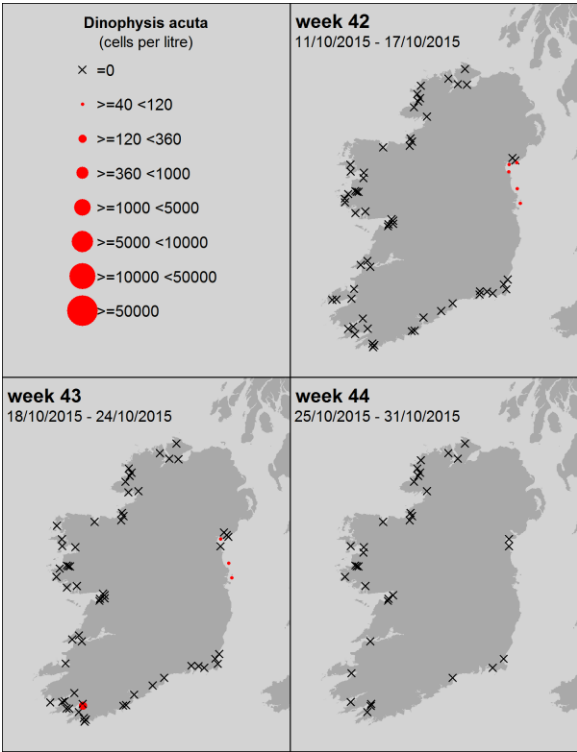 Dinophysis acuta
(cells per litre)
=0
>=40 <120
>=120 <360
>=360 <1000
>=1000 <5000
>=5000 <10000
>=10000 <50000
>=50000
week 42
11/10/2015 - 17/10/2015
week 43
18/10/2015 - 24/10/2015
week 44
25/10/2015 - 31/10/2015